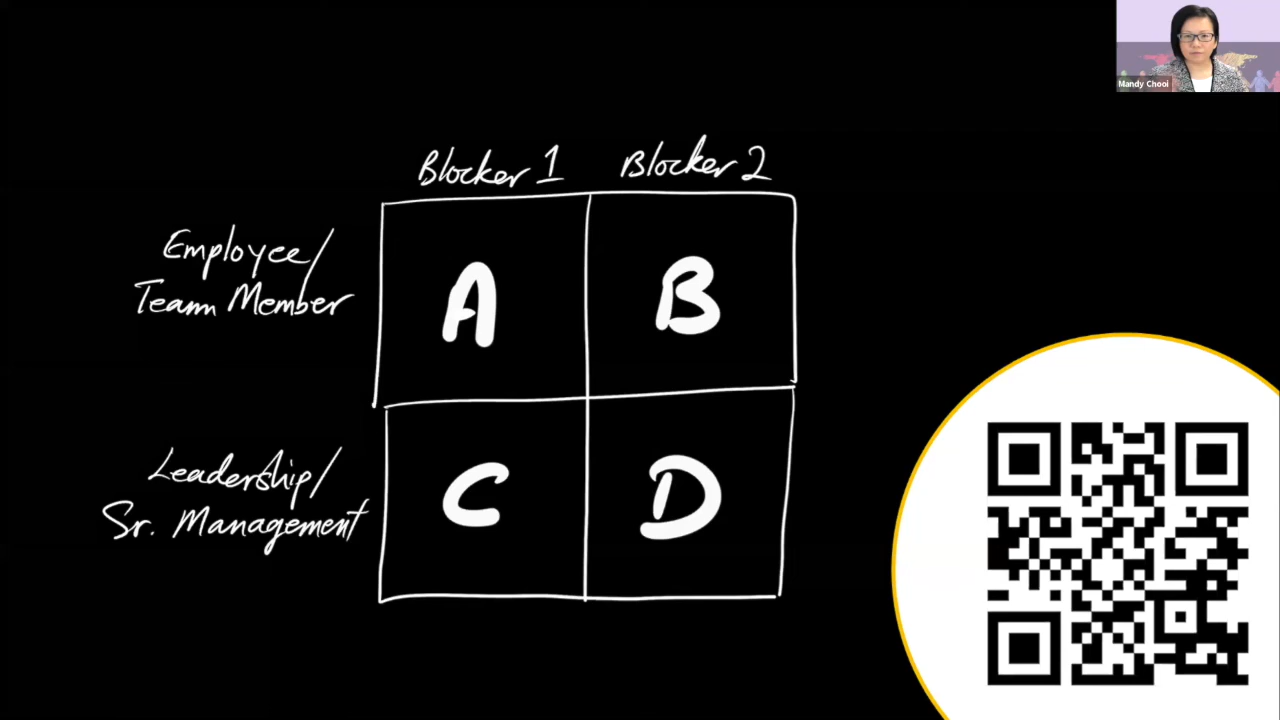 Mandy Chooi
Blocker 1 Blocker 2
Employee/
Team Member
A B
Leadership/
Sr. Management
C D